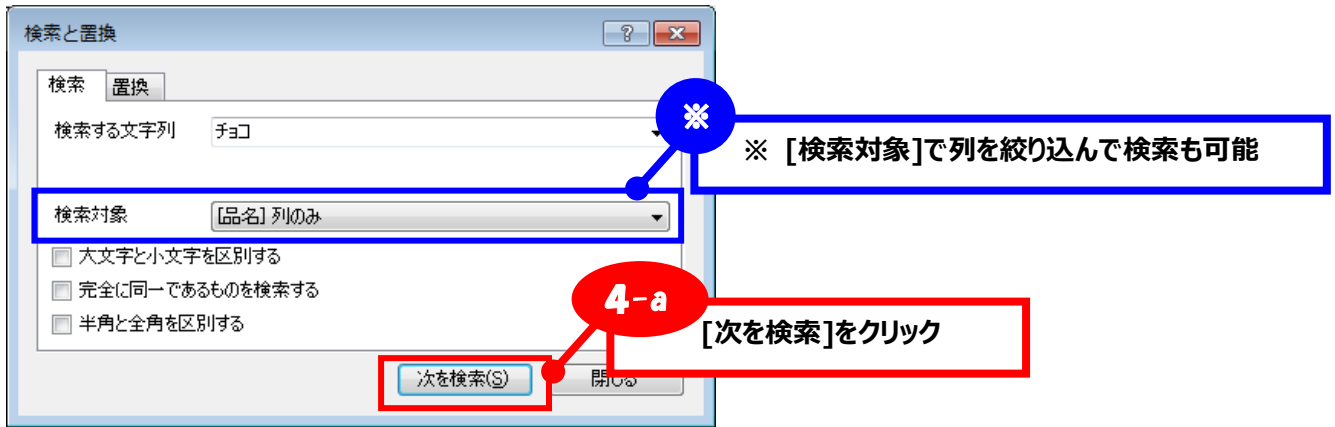 検索と置換
検索 置換
検索する文字列 チョコ
※
※ [検索対象]で列を絞り込んで検索も可能
検索対象 [品名] 列のみ
大文字と小文字を区別する
完全に同一であるものを検索する
半角と全角を区別する
4-a
[次を検索]をクリック
次を検索(S) 閉じる